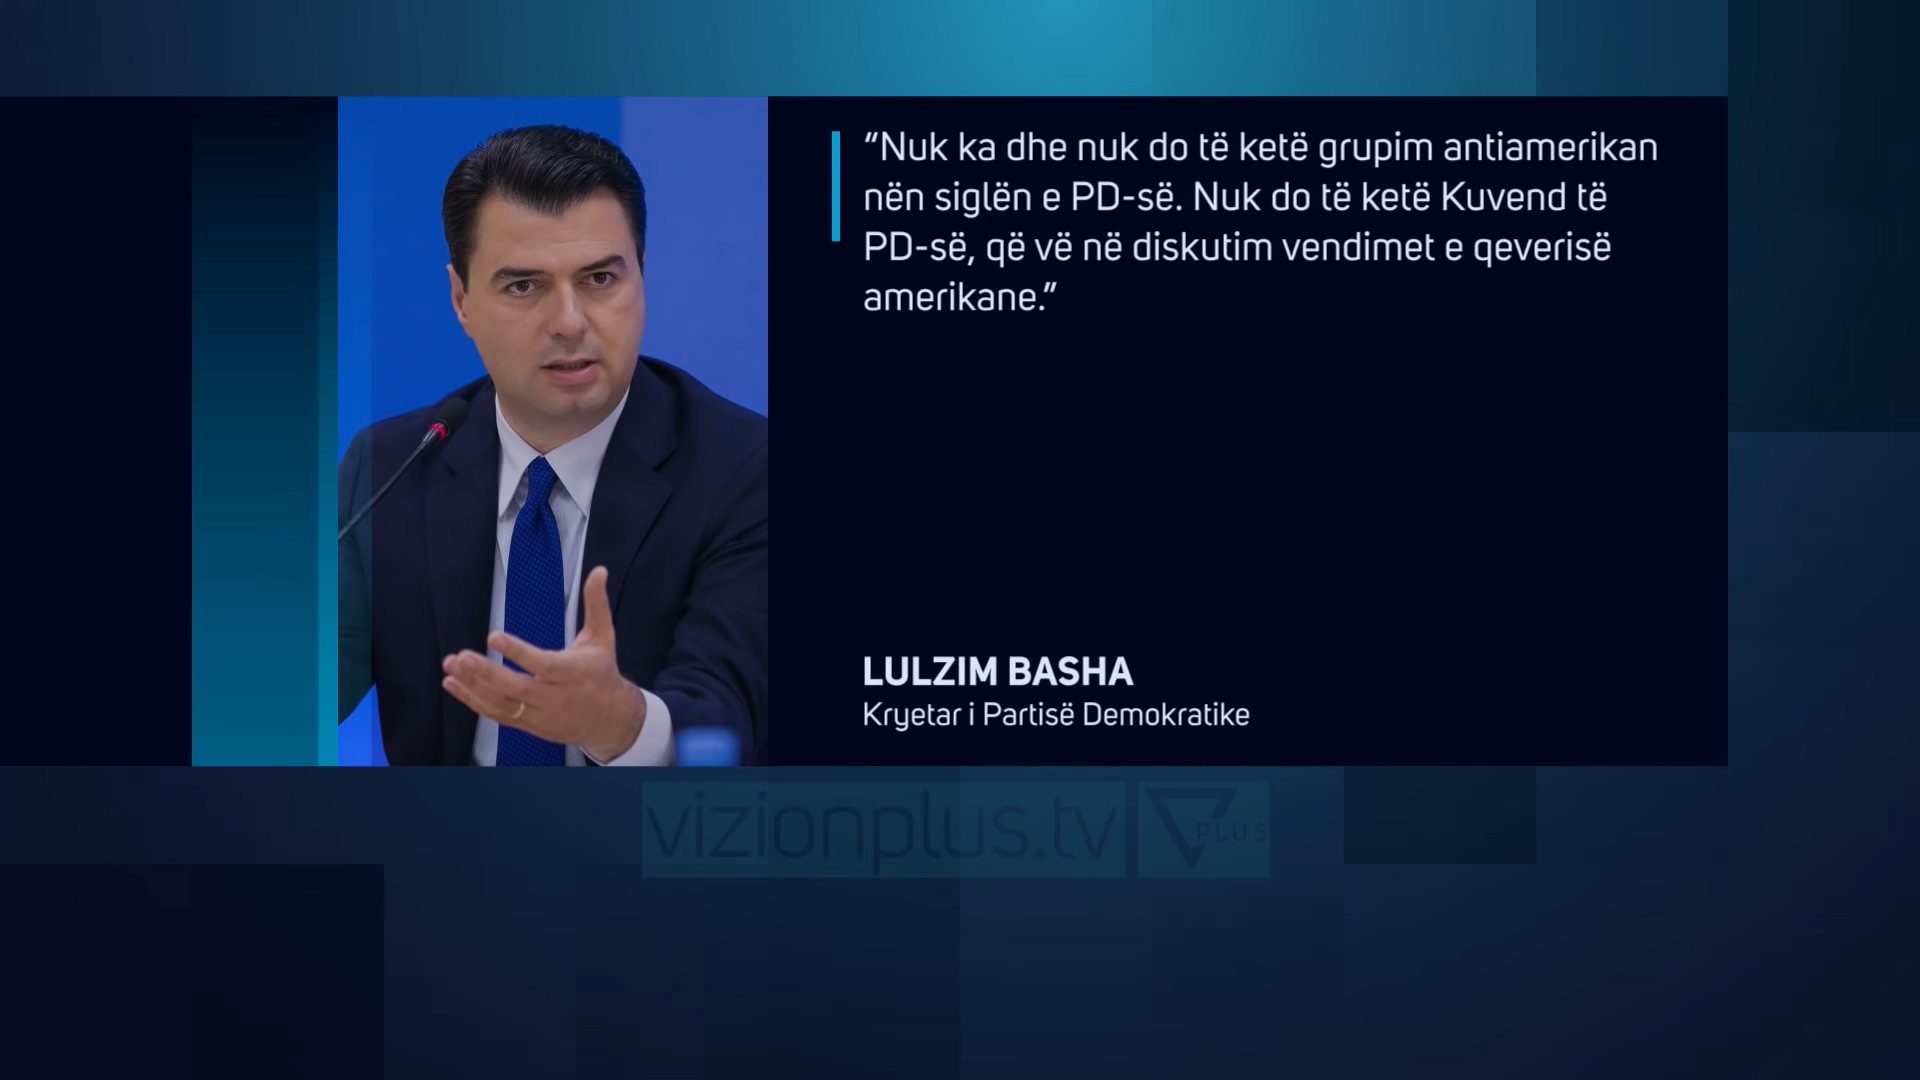 “Nuk ka dhe nuk do të ketë grupim antiamerikan
nën siglën e PD-së. Nuk do të ketë Kuvend të
PD-së, që vë në diskutim vendimet e qeverisë
amerikane.”
LULZIM BASHA
Kryetar i Partisë Demokratike
vizionplus.tv
PLUS